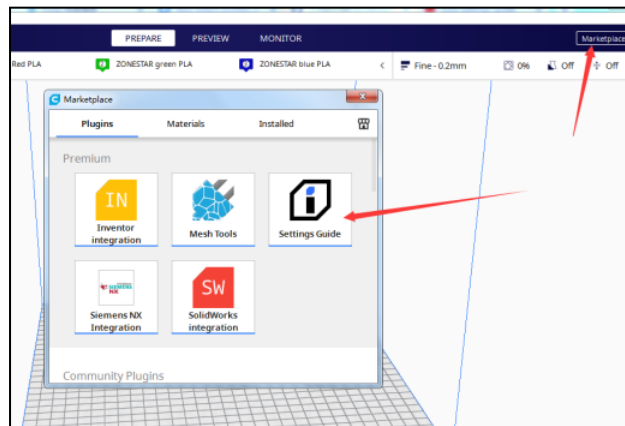 PREPARE PREVIEW MONITOR Marketplace
Red PLA ZONESTAR green PLA ZONESTAR blue PLA Fine - 0.2mm 0% Off Off
Marketplace
Plugins Materials Installed
Premium
IN
Inventor
integration
Mesh Tools
Settings Guide
SIEMENS
NX
Siemens NX
Integration
SW
SolidWorks
integration
Community Plugins